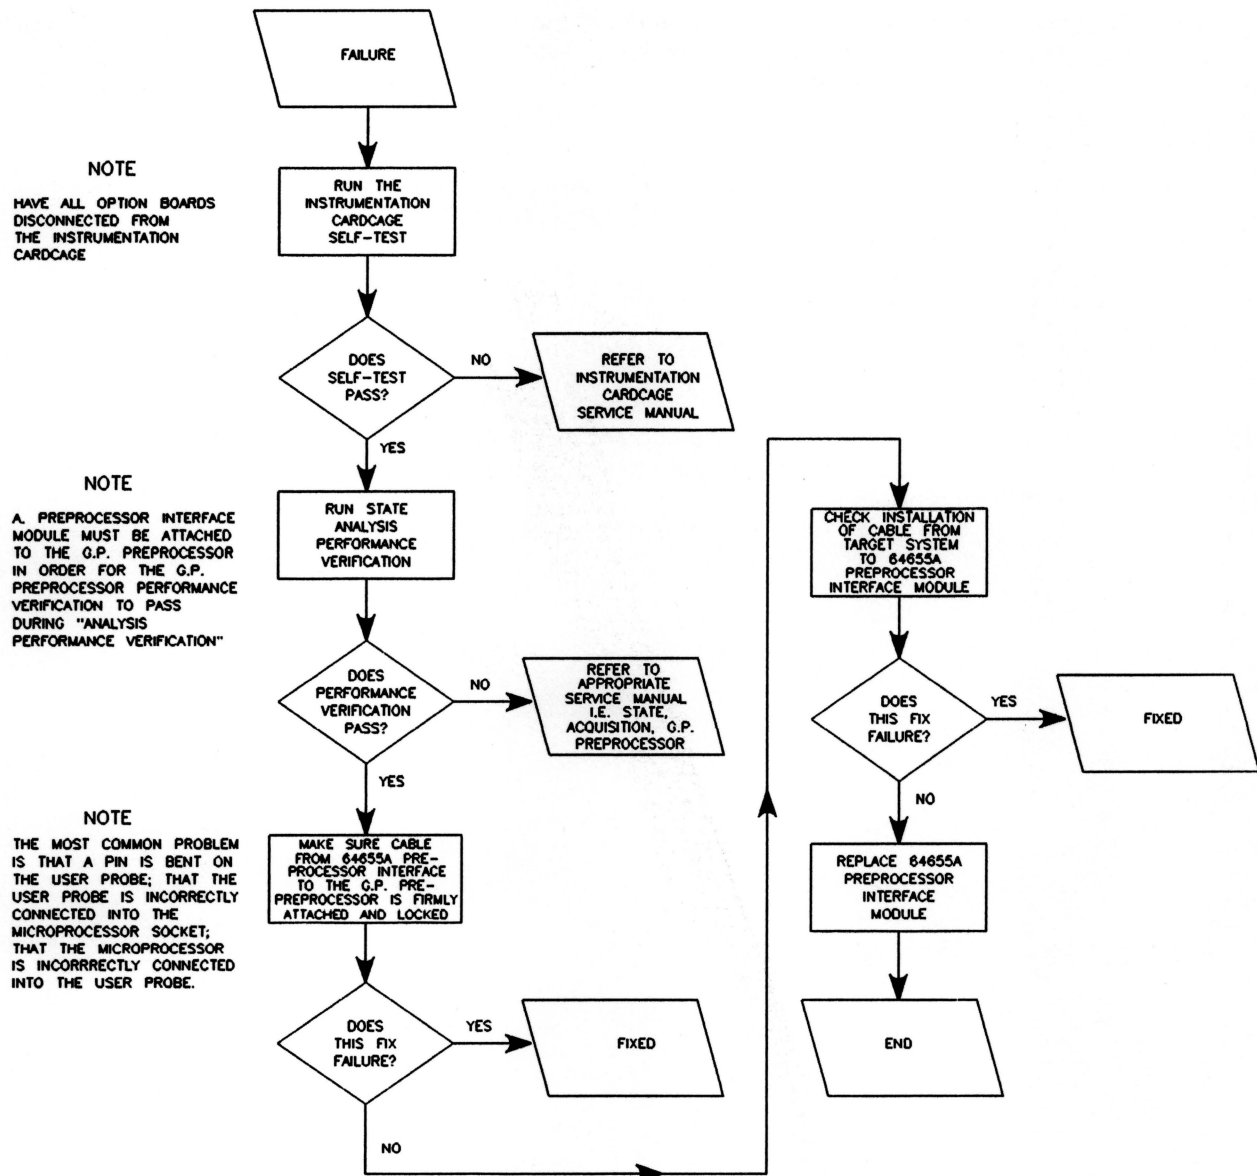 FAILURE
NOTE
HAVE ALL OPTION BOARDS
DISCONNECTED FROM
THE INSTRUMENTATION
CARDCAGE
RUN THE
INSTRUMENTATION
CARDCAGE
SELF-TEST
DOES
SELF-TEST
PASS?
NO
REFER TO
INSTRUMENTATION
CARDCAGE
SERVICE MANUAL
YES
NOTE
A. PREPROCESSOR INTERFACE
MODULE MUST BE ATTACHED
TO THE G.P. PREPROCESSOR
IN ORDER FOR THE G.P.
PREPROCESSOR PERFORMANCE
VERIFICATION TO PASS
DURING "ANALYSIS
PERFORMANCE VERIFICATION"
RUN STATE
ANALYSIS
PERFORMANCE
VERIFICATION
DOES
PERFORMANCE
VERIFICATION
PASS?
NO
REFER TO
APPROPRIATE
SERVICE MANUAL
I.E. STATE,
ACQUISITION, G.P.
PREPROCESSOR
YES
NOTE
THE MOST COMMON PROBLEM
IS THAT A PIN IS BENT ON
THE USER PROBE; THAT THE
USER PROBE IS INCORRECTLY
CONNECTED INTO THE
MICROPROCESSOR SOCKET;
THAT THE MICROPROCESSOR
IS INCORRRECTLY CONNECTED
INTO THE USER PROBE.
MAKE SURE CABLE
FROM 64655A PRE-
PROCESSOR INTERFACE
TO THE G.P. PRE-
PREPROCESSOR IS FIRMLY
ATTACHED AND LOCKED
DOES
THIS FIX
FAILURE?
YES
FIXED
NO
CHECK INSTALLATION
OF CABLE FROM
TARGET SYSTEM
TO 64655A
PREPROCESSOR
INTERFACE MODULE
DOES
THIS FIX
FAILURE?
YES
FIXED
NO
REPLACE 64655A
PREPROCESSOR
INTERFACE
MODULE
END